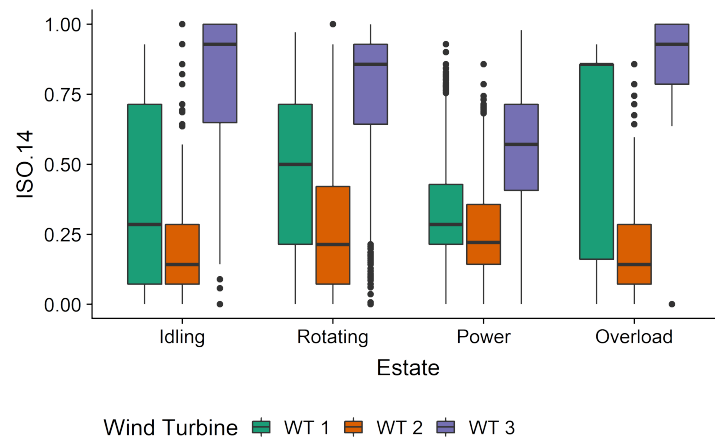 1.00
0.75
0.50
0.25
0.00
ISO.14
Idling Rotating Power Overload
Estate
Wind Turbine WT 1 WT 2 WT 3